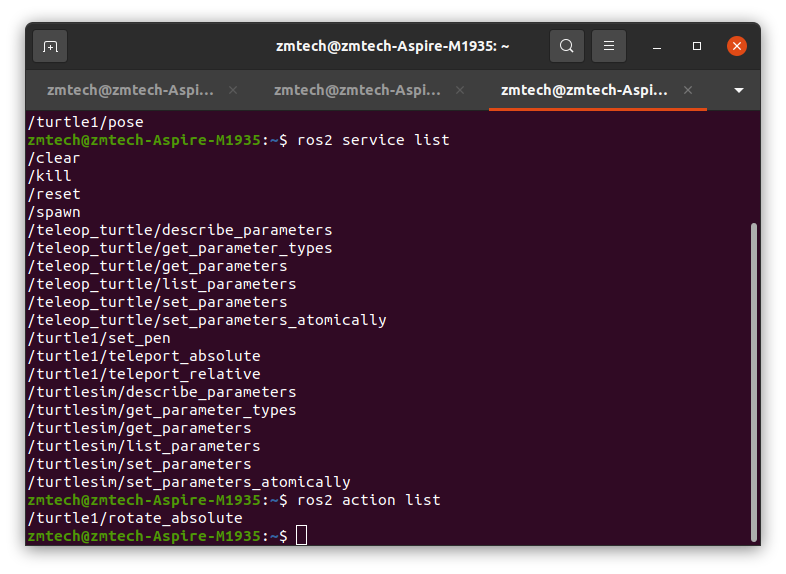 zmtech@zmtech-Aspire-M1935: ~
zmtech@zmtech-Aspi... zmtech@zmtech-Aspi... zmtech@zmtech-Aspi...
/turtle1/pose
zmtech@zmtech-Aspire-M1935:~$ ros2 service list
/clear
/kill
/reset
/spawn
/teleop_turtle/describe_parameters
/teleop_turtle/get_parameter_types
/teleop_turtle/get_parameters
/teleop_turtle/list_parameters
/teleop_turtle/set_parameters
/teleop_turtle/set_parameters_atomically
/turtle1/set_pen
/turtle1/teleport_absolute
/turtle1/teleport_relative
/turtlesim/describe_parameters
/turtlesim/get_parameter_types
/turtlesim/get_parameters
/turtlesim/list_parameters
/turtlesim/set_parameters
/turtlesim/set_parameters_atomically
zmtech@zmtech-Aspire-M1935:~$ ros2 action list
/turtle1/rotate_absolute
zmtech@zmtech-Aspire-M1935:~$